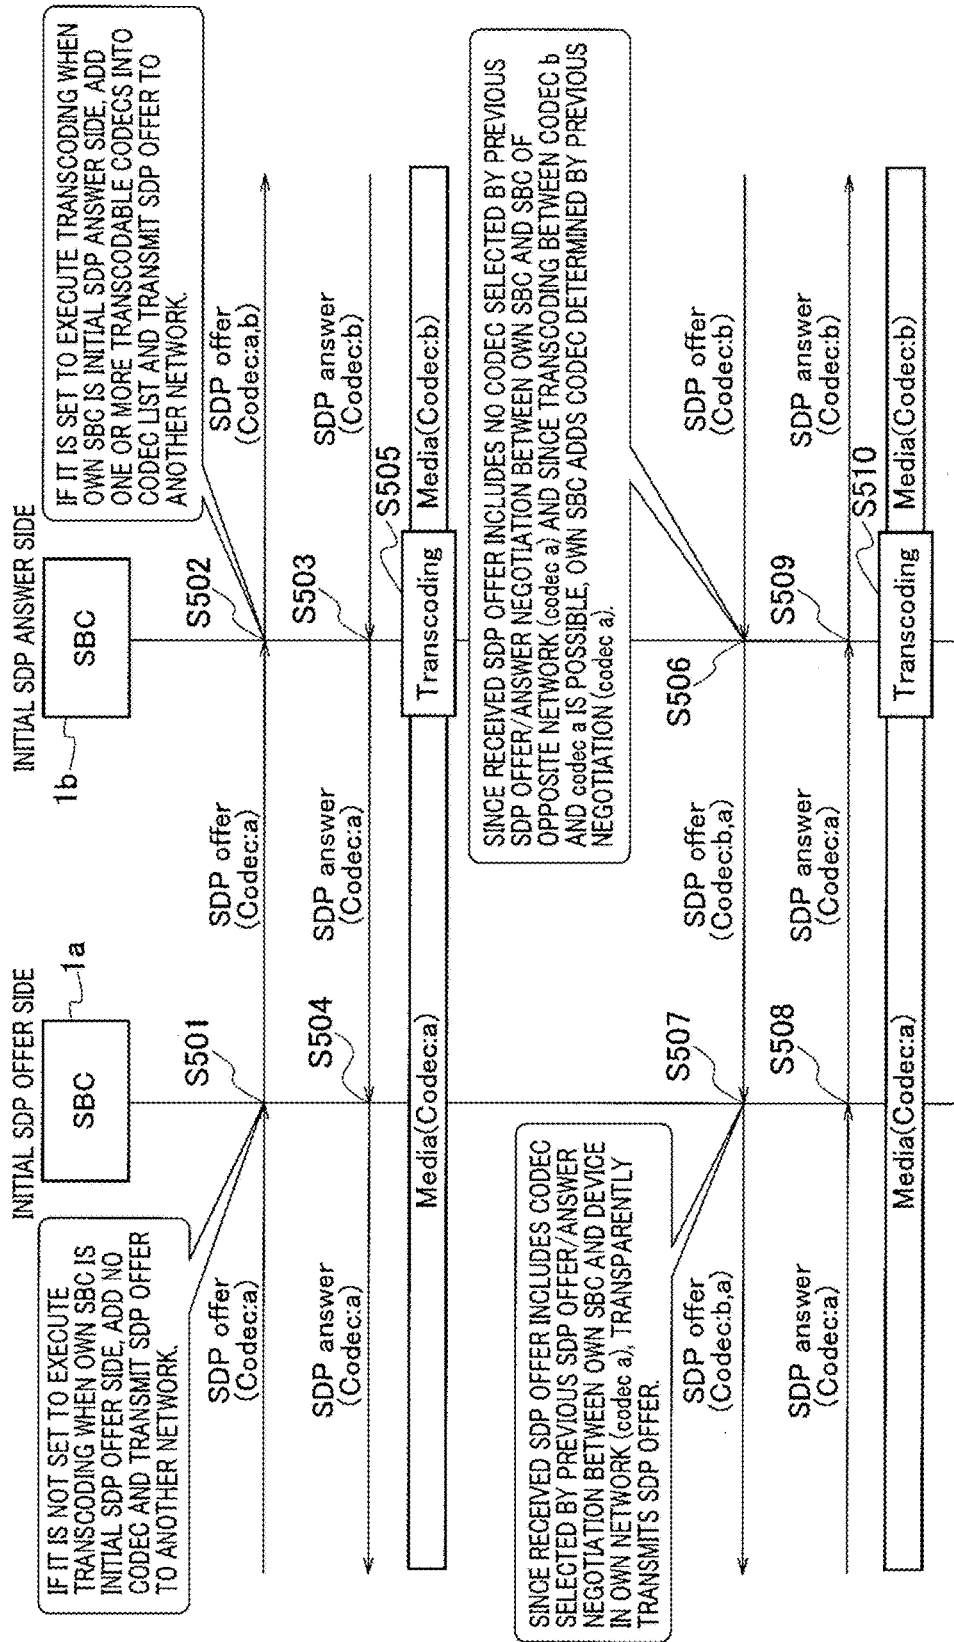 INITIAL SDP OFFER SIDE
INITIAL SDP ANSWER SIDE
SBC
1a
SBC
1b
IF IT IS NOT SET TO EXECUTE
TRANSCODING WHEN OWN SBC IS
INITIAL SDP OFFER SIDE, ADD NO
CODEC AND TRANSMIT SDP OFFER
TO ANOTHER NETWORK.
IF IT IS SET TO EXECUTE TRANSCODING WHEN
OWN SBC IS INITIAL SDP ANSWER SIDE, ADD
ONE OR MORE TRANSCODABLE CODECS INTO
CODEC LIST AND TRANSMIT SDP OFFER TO
ANOTHER NETWORK.
SDP offer
(Codec:a)
S501
SDP offer
(Codec:a)
S502
SDP offer
(Codec:a,b)
SDP answer
(Codec:a)
S504
SDP answer
(Codec:a)
S503
SDP answer
(Codec:b)
S505
Media(Codec:a)
Transcoding
Media(Codec:b)
SINCE RECEIVED SDP OFFER INCLUDES CODEC
SELECTED BY PREVIOUS SDP OFFER/ANSWER
NEGOTIATION BETWEEN OWN SBC AND DEVICE
IN OWN NETWORK (codec a), TRANSPARENTLY
TRANSMITS SDP OFFER.
SINCE RECEIVED SDP OFFER INCLUDES NO CODEC SELECTED BY PREVIOUS
SDP OFFER/ANSWER NEGOTIATION BETWEEN OWN SBC AND SBC OF
OPPOSITE NETWORK (codec a) AND SINCE TRANSCODING BETWEEN CODEC b
AND codec a IS POSSIBLE, OWN SBC ADDS CODEC DETERMINED BY PREVIOUS
NEGOTIATION (codec a).
SDP offer
(Codec:b,a)
S507
SDP offer
(Codec:b,a)
S506
SDP offer
(Codec:b)
SDP answer
(Codec:a)
S508
SDP answer
(Codec:a)
S509
SDP answer
(Codec:b)
S510
Media(Codec:a)
Transcoding
Media(Codec:b)